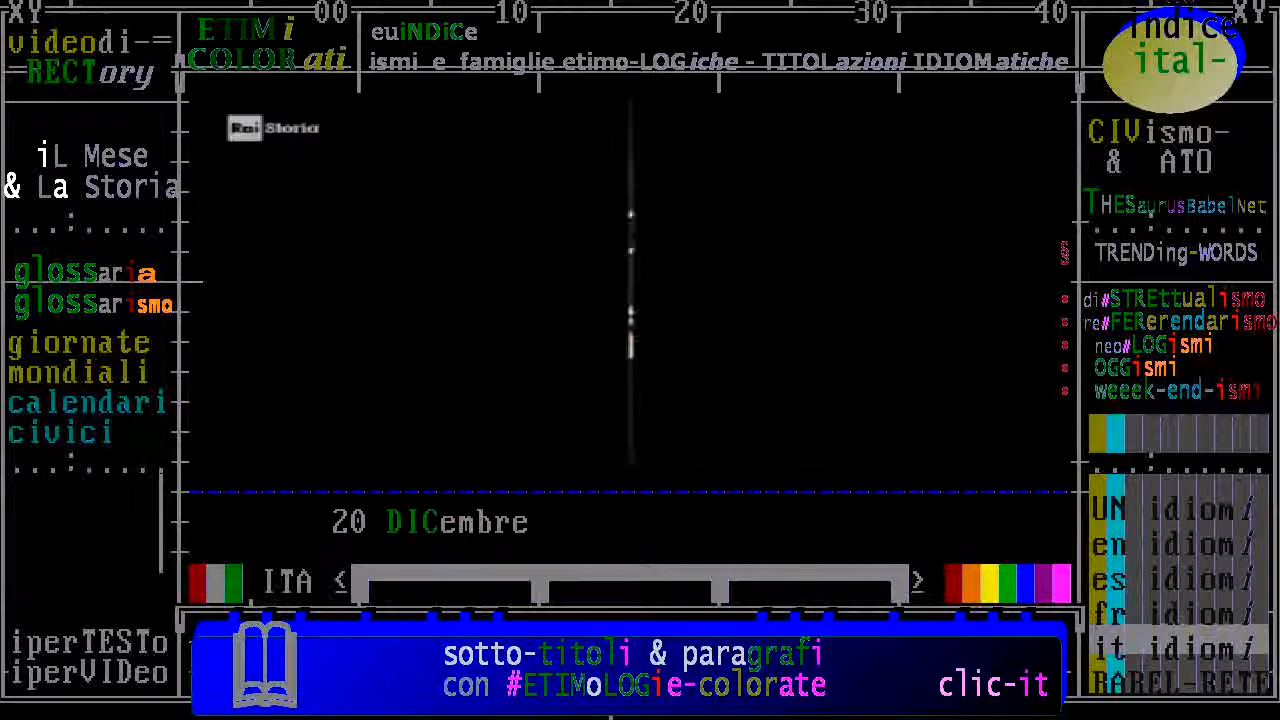 XY 00 10 20 30 40 XY
videodi-=
RECTory
ETIMi
COLORati
euiNDiCe
ismi e famiglie etimo-LOGiche - TITOLazioni IDIOMatiche
indice
ital-
Rai Storia
iL Mese
& La Storia
...:.....
glossaria
glossarismo
giornate
mondiali
calendari
civici
...:.....
CIVismo-
& ATO
THESaurusBabelNet
TRENDing-WORDS
di#STREttualismo
re#FERerendarismo
neo#LOGismi
OGGismi
weeek-end-ismi
UN idiom/
en idiom/
es idiom/
fr idiom/
it idiom/
BABEL-RETE
20 DICembre
ITA < >
iperTESTo
iperVIDeo
sotto-titoli & paragrafi
con #ETIMoLOGie-colorate
clic-it